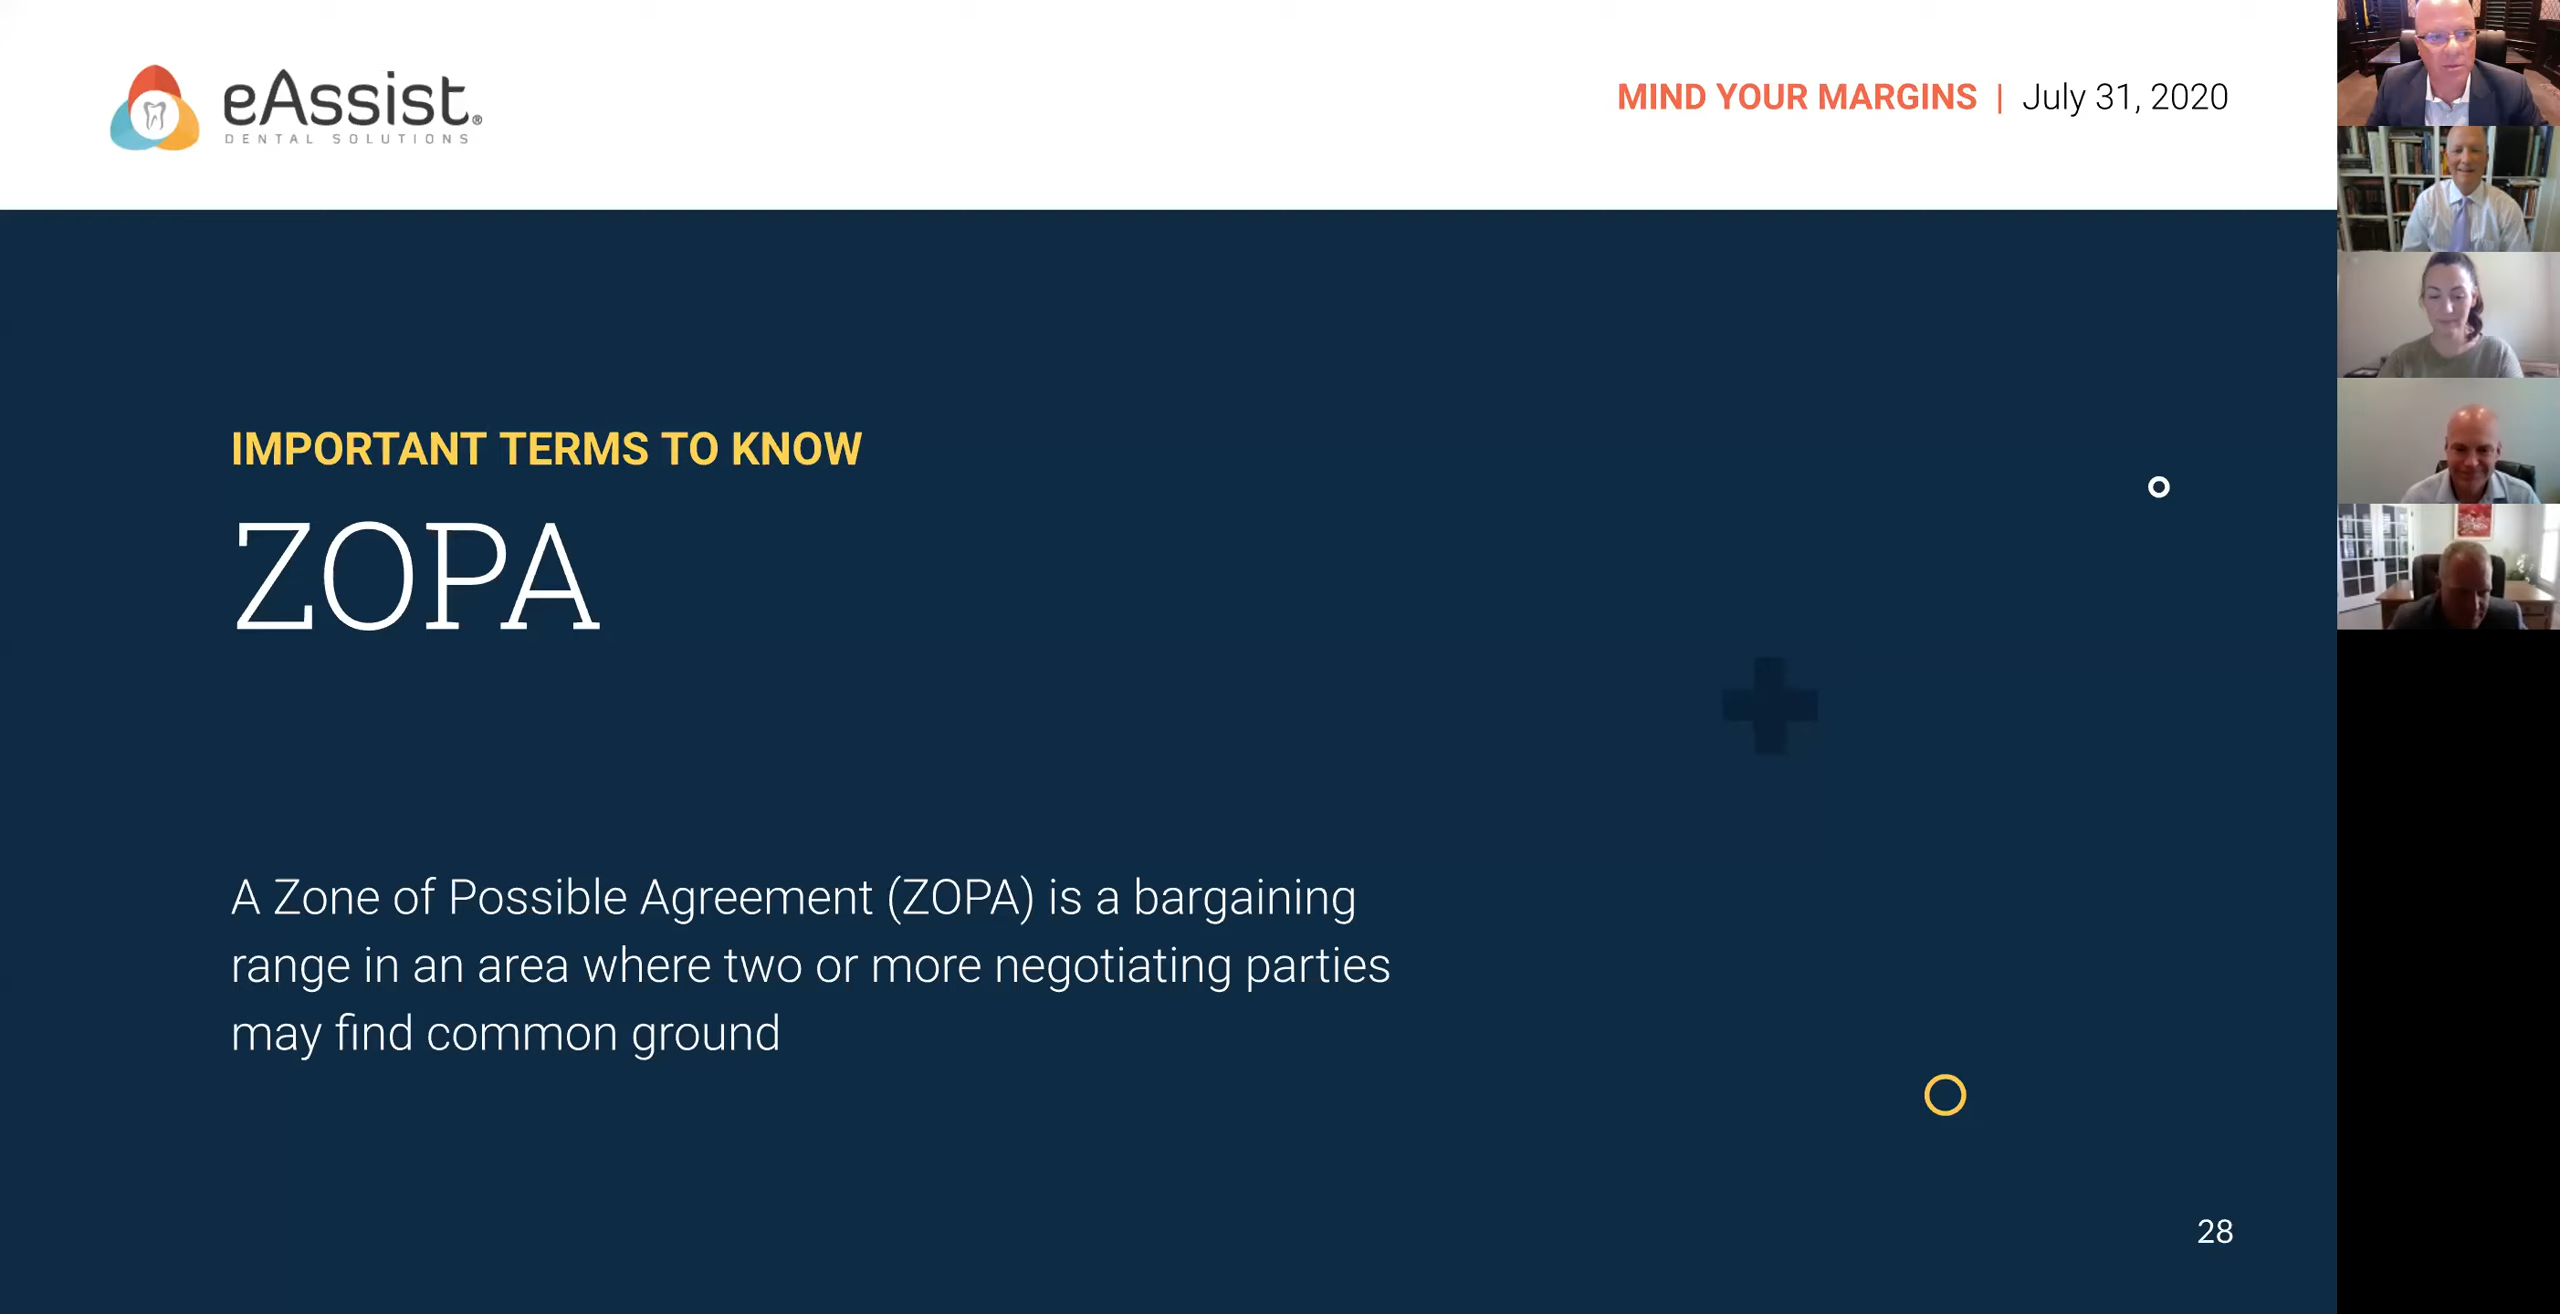 eAssist®
DENTAL SOLUTIONS
MIND YOUR MARGINS | July 31, 2020
IMPORTANT TERMS TO KNOW
ZOPA
A Zone of Possible Agreement (ZOPA) is a bargaining
range in an area where two or more negotiating parties
may find common ground
28